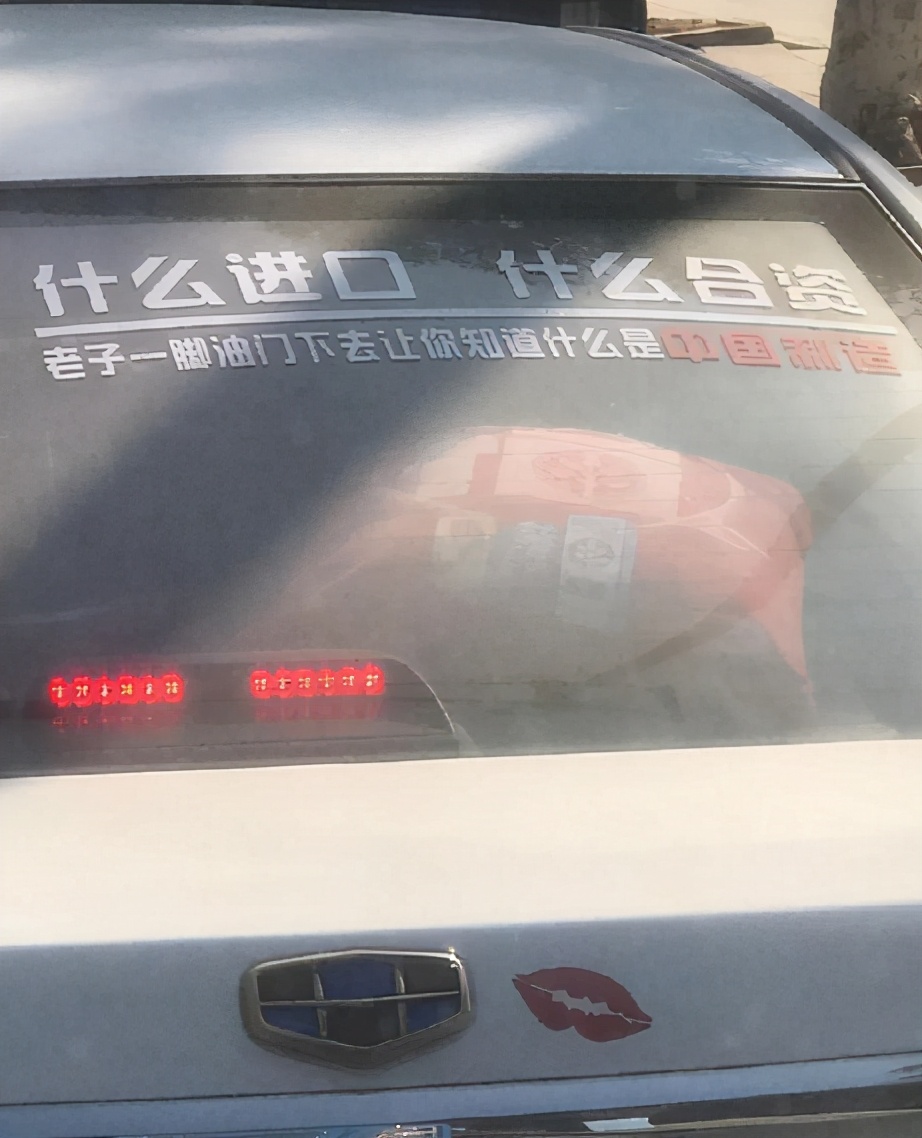 什么进口 什么合资
老子一脚油门下去让你知道什么是中国制造